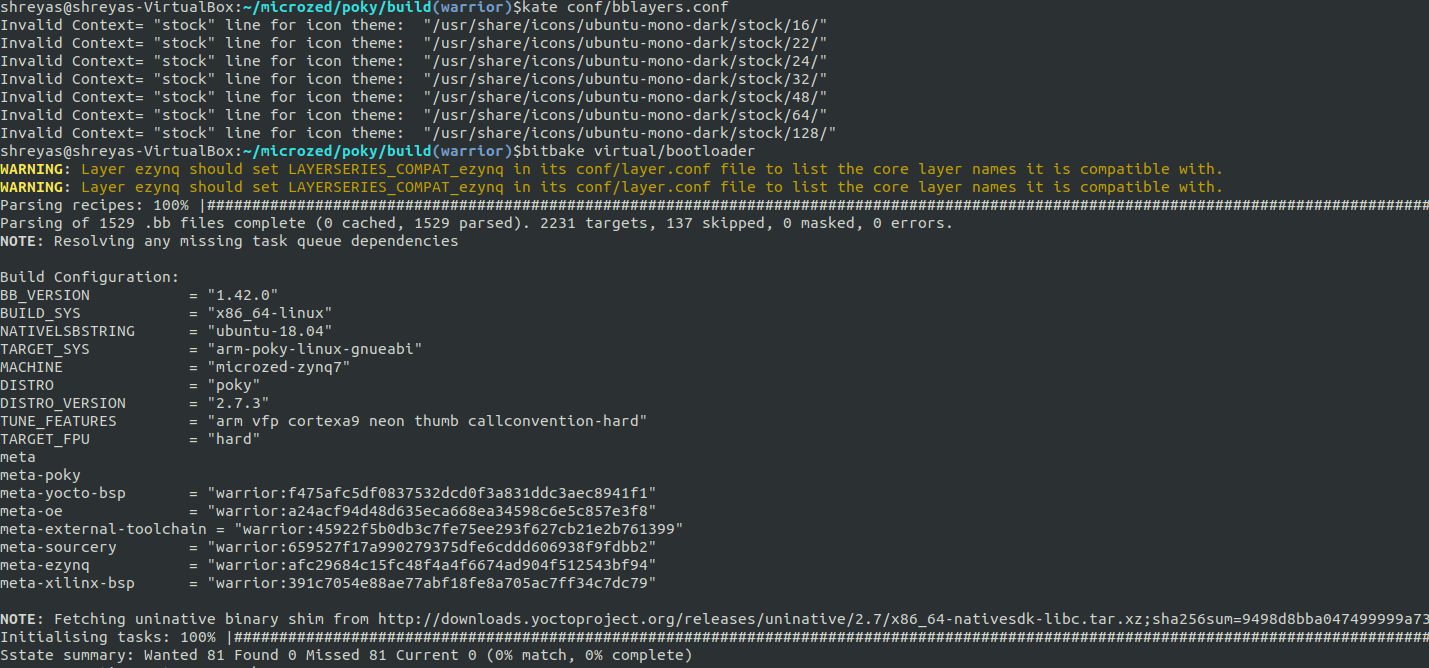 shreyas@shreyas-VirtualBox:~/microzed/poky/build(warrior)$kate conf/bblayers.conf
Invalid Context= "stock" line for icon theme:  "/usr/share/icons/ubuntu-mono-dark/stock/16/"
Invalid Context= "stock" line for icon theme:  "/usr/share/icons/ubuntu-mono-dark/stock/22/"
Invalid Context= "stock" line for icon theme:  "/usr/share/icons/ubuntu-mono-dark/stock/24/"
Invalid Context= "stock" line for icon theme:  "/usr/share/icons/ubuntu-mono-dark/stock/32/"
Invalid Context= "stock" line for icon theme:  "/usr/share/icons/ubuntu-mono-dark/stock/48/"
Invalid Context= "stock" line for icon theme:  "/usr/share/icons/ubuntu-mono-dark/stock/64/"
Invalid Context= "stock" line for icon theme:  "/usr/share/icons/ubuntu-mono-dark/stock/128/"
shreyas@shreyas-VirtualBox:~/microzed/poky/build(warrior)$bitbake virtual/bootloader
WARNING: Layer ezynq should set LAYERSERIES_COMPAT_ezynq in its conf/layer.conf file to list the core layer names it is compatible with.
WARNING: Layer ezynq should set LAYERSERIES_COMPAT_ezynq in its conf/layer.conf file to list the core layer names it is compatible with.
Parsing recipes: 100% |########################################################################################################################################
Parsing of 1529 .bb files complete (0 cached, 1529 parsed). 2231 targets, 137 skipped, 0 masked, 0 errors.
NOTE: Resolving any missing task queue dependencies
Build Configuration:
BB_VERSION           = "1.42.0"
BUILD_SYS            = "x86_64-linux"
NATIVELSBSTRING      = "ubuntu-18.04"
TARGET_SYS           = "arm-poky-linux-gnueabi"
MACHINE              = "microzed-zynq7"
DISTRO               = "poky"
DISTRO_VERSION       = "2.7.3"
TUNE_FEATURES        = "arm vfp cortexa9 neon thumb callconvention-hard"
TARGET_FPU           = "hard"
meta
meta-poky
meta-yocto-bsp       = "warrior:f475afc5df0837532dcd0f3a831ddc3aec8941f1"
meta-oe              = "warrior:a24acf94d48d635eca668ea34598c6e5c857e3f8"
meta-external-toolchain = "warrior:45922f5b0db3c7fe75ee293f627cb21e2b761399"
meta-sourcery        = "warrior:659527f17a990279375dfe6cddd606938f9fdbb2"
meta-ezynq           = "warrior:afc29684c15fc48f4a4f6674ad904f512543bf94"
meta-xilinx-bsp      = "warrior:391c7054e88ae77abf18fe8a705ac7ff34c7dc79"
NOTE: Fetching uninative binary shim from http://downloads.yoctoproject.org/releases/uninative/2.7/x86_64-nativesdk-libc.tar.xz;sha256sum=9498d8bba047499999a73
Initialising tasks: 100% |#####################################################################################################################################
Sstate summary: Wanted 81 Found 0 Missed 81 Current 0 (0% match, 0% complete)